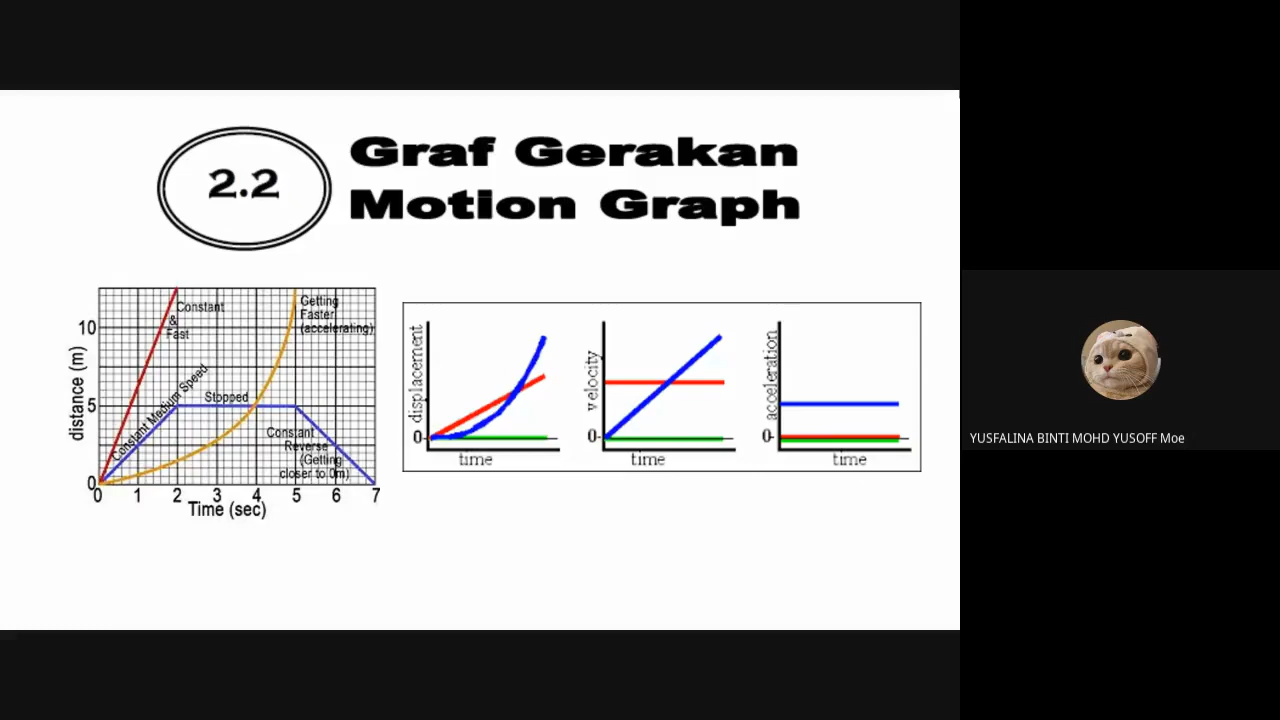 2.2
Graf Gerakan
Motion Graph
distance (m)
10
5
0
0 1 2 3 4 5 6 7
Time (sec)
Constant
&
Fast
Constant Medium Speed
Stopped
Getting
Faster
(accelerating)
Constant
Reverse
(Getting
closer to 0m)
displacement
0
time
velocity
0-
time
acceleration
0-
time
YUSFALINA BINTI MOHD YUSOFF Moe